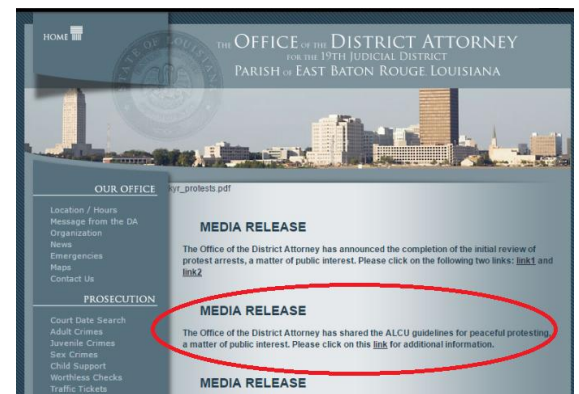 HOME
THE OFFICE OF THE DISTRICT ATTORNEY
FOR THE 19TH JUDICIAL DISTRICT
PARISH OF EAST BATON ROUGE, LOUISIANA
STATE OF LOUISIANA
OUR OFFICE
Location / Hours
Message from the DA
Organization
News
Emergencies
Maps
Contact Us
PROSECUTION
Court Date Search
Adult Crimes
Juvenile Crimes
Sex Crimes
Child Support
Worthless Checks
Traffic Tickets
kyr_protests.pdf
MEDIA RELEASE
The Office of the District Attorney has announced the completion of the initial review of
protest arrests, a matter of public interest. Please click on the following two links: link1 and
link2
MEDIA RELEASE
The Office of the District Attorney has shared the ALCU guidelines for peaceful protesting,
a matter of public interest. Please click on this link for additional information.
MEDIA RELEASE